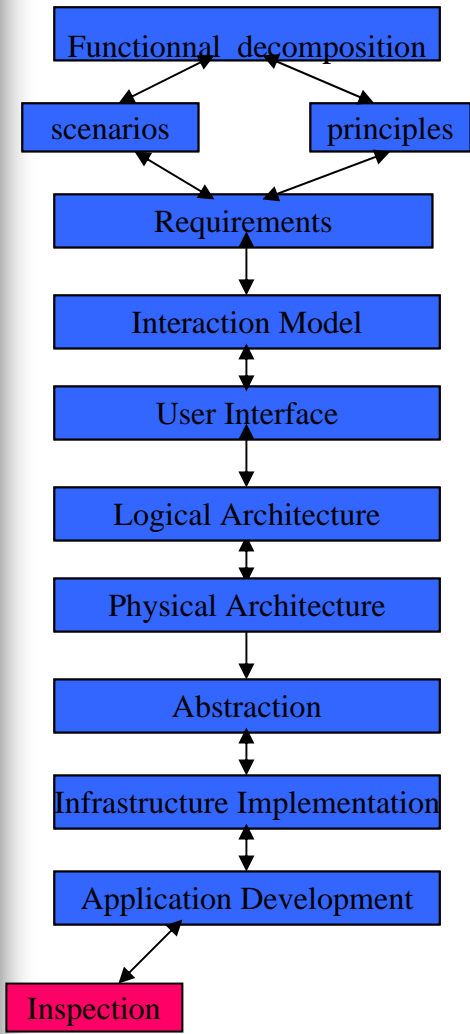 Functionnal decomposition
scenarios
principles
Requirements
Interaction Model
User Interface
Logical Architecture
Physical Architecture
Abstraction
Infrastructure Implementation
Application Development
Inspection